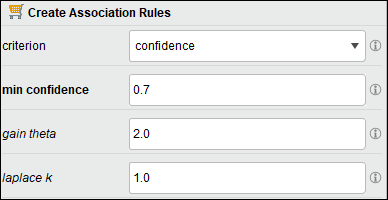 Create Association Rules
criterion confidence
min confidence 0.7
gain theta 2.0
laplace k 1.0